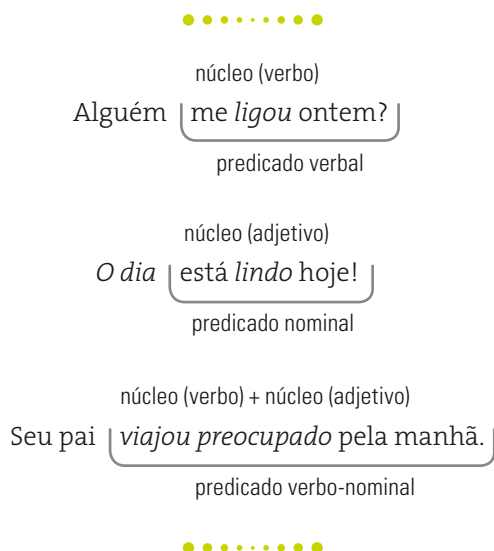 núcleo (verbo)
Alguém me ligou ontem?
predicado verbal
núcleo (adjetivo)
O dia está lindo hoje!
predicado nominal
núcleo (verbo) + núcleo (adjetivo)
Seu pai viajou preocupado pela manhã.
predicado verbo-nominal